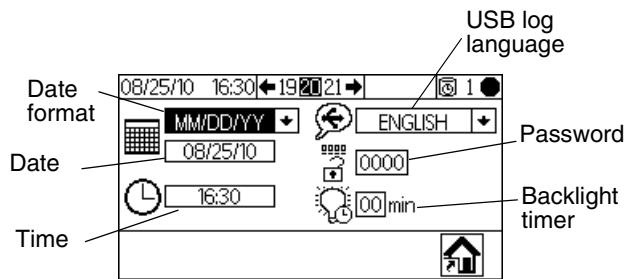 USB log
language
Date
format
08/25/10 16:30 19 20 21 1
MM/DD/YY
ENGLISH
Date
08/25/10
0000
Password
Time
16:30
00 min
Backlight
timer